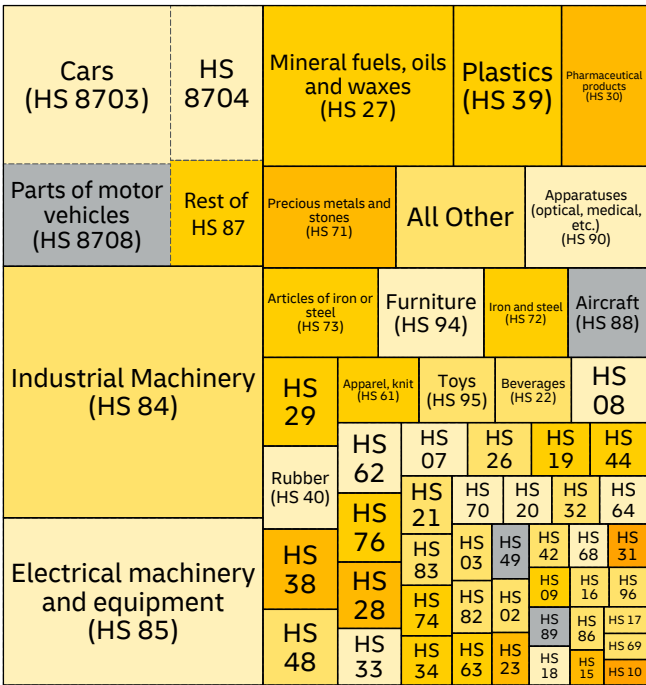 Cars
(HS 8703)
HS
8704
Parts of motor
vehicles
(HS 8708)
Rest of
HS 87
Industrial Machinery
(HS 84)
Electrical machinery
and equipment
(HS 85)
Mineral fuels, oils
and waxes
(HS 27)
Plastics
(HS 39)
Pharmaceutical
products
(HS 30)
Precious metals and
stones
(HS 71)
All Other
Apparatuses
(optical, medical,
etc.)
(HS 90)
Articles of iron or
steel
(HS 73)
Furniture
(HS 94)
Iron and steel
(HS 72)
Aircraft
(HS 88)
HS
29
Apparel, knit
(HS 61)
Toys
(HS 95)
Beverages
(HS 22)
HS
08
Rubber
(HS 40)
HS
38
HS
48
HS
62
HS
76
HS
28
HS
33
HS
07
HS
26
HS
19
HS
44
HS
21
HS
83
HS
74
HS
34
HS
70
HS
20
HS
32
HS
64
HS
03
HS
49
HS
42
HS
68
HS
31
HS
82
HS
02
HS
09
HS
16
HS
96
HS
63
HS
23
HS
89
HS
86
HS 17
HS 69
HS
18
HS
15
HS 10